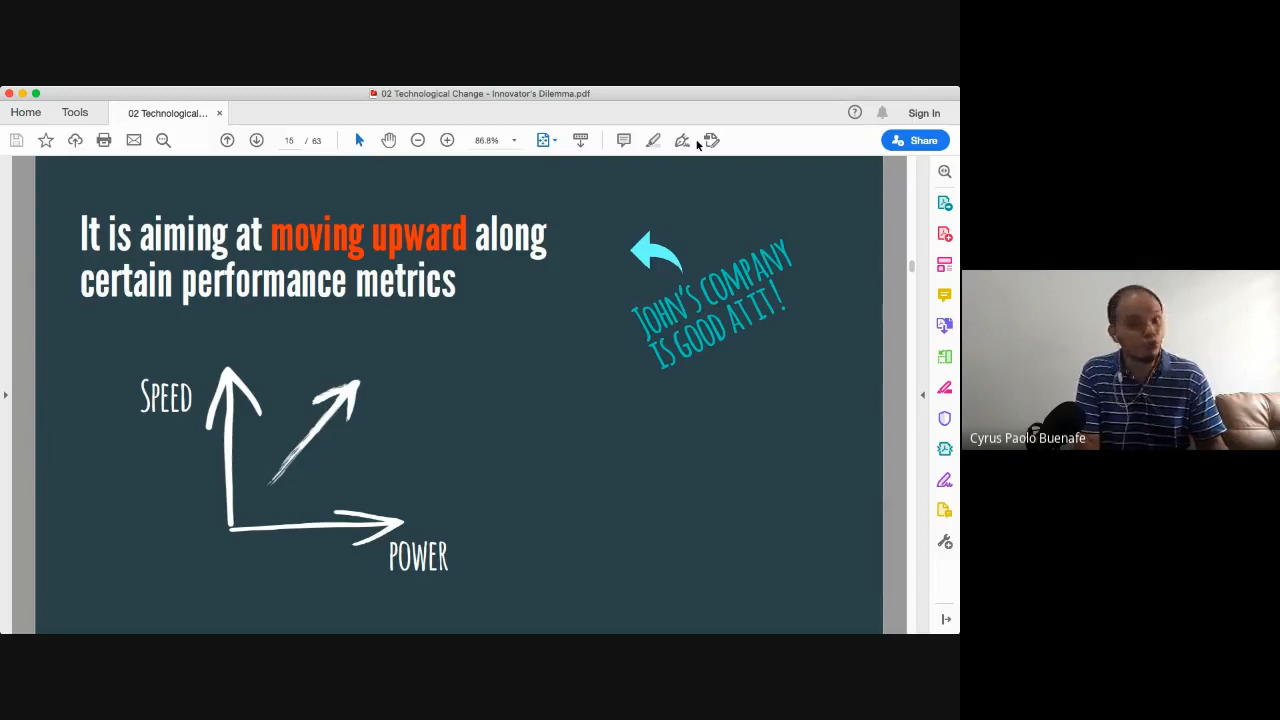 02 Technological Change - Innovator's Dilemma.pdf
Home
Tools
02 Technological...
Sign In
15 / 63
86.8%
Share
It is aiming at moving upward along
certain performance metrics
JOHN'S COMPANY
IS GOOD AT IT!
SPEED
POWER
Cyrus Paolo Buenafe